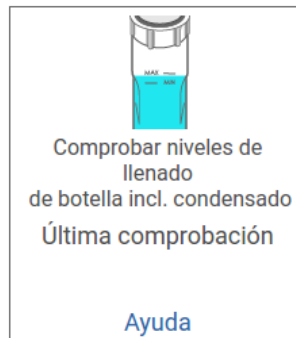 MAX
MIN
Comprobar niveles de
llenado
de botella incl. condensado
Última comprobación
Ayuda